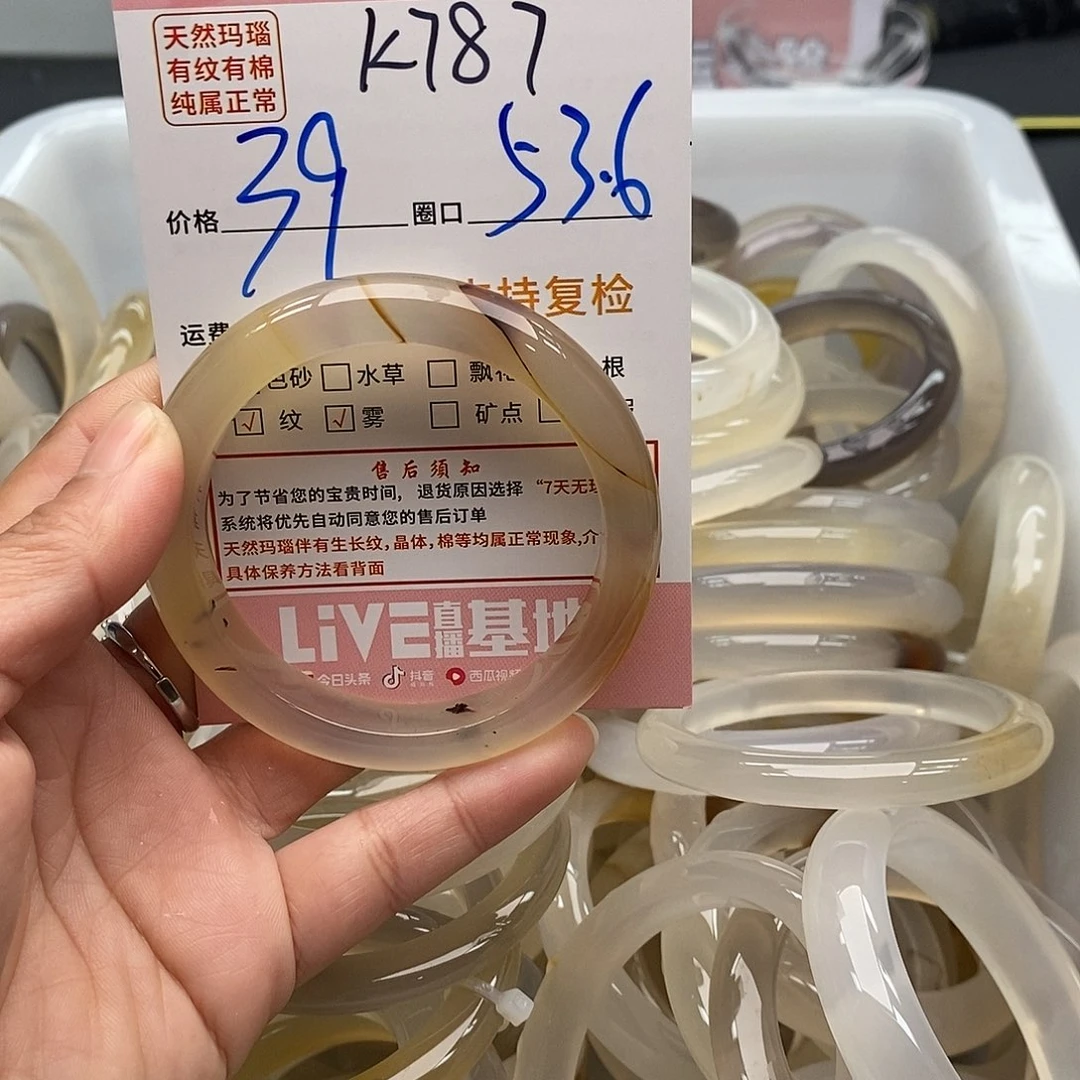 天然玛瑙
有纹有棉
纯属正常
K787
价格 39 圈口 53.6
持复检
运费
色砂 □ 水草 □ 飘 根
☑ 纹 ☑ 雾 □ 矿点 □
售后须知
为了节省您的宝贵时间, 退货原因选择 “7天无理
系统将优先自动同意您的售后订单
天然玛瑙伴有生长纹,晶体,棉等均属正常现象,介
具体保养方法看背面
LiVE直播基地
今日头条 抖音 西瓜视频